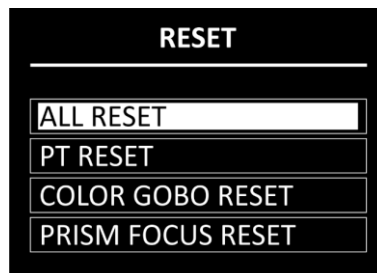 RESET
ALL RESET
PT RESET
COLOR GOBO RESET
PRISM FOCUS RESET